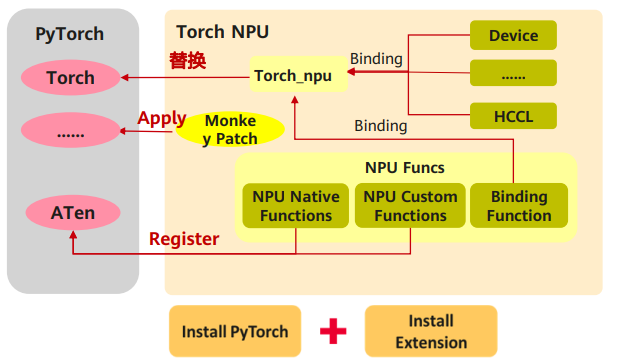 PyTorch
Torch
......
ATen
Torch NPU
替换
Torch_npu
Binding
Device
......
HCCL
Apply
Monke
y Patch
Binding
NPU Funcs
NPU Native
Functions
NPU Custom
Functions
Binding
Function
Register
Install PyTorch
Install
Extension